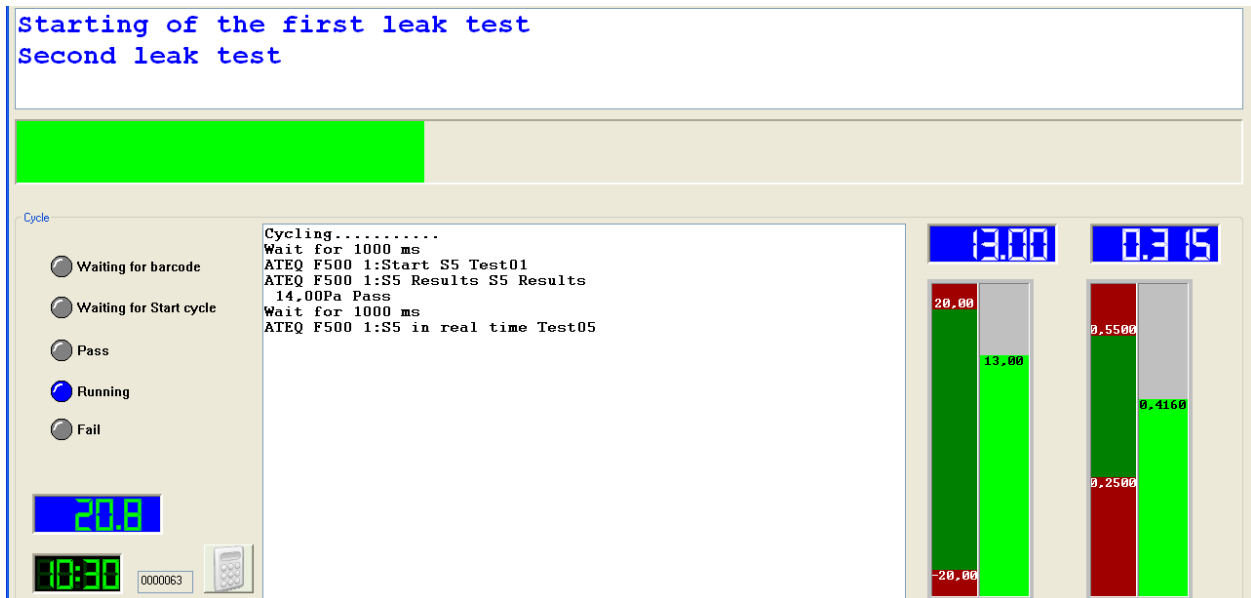 Starting of the first leak test
Second leak test
Cycle
Waiting for barcode
Waiting for Start cycle
Pass
Running
Fail
20.8
10:30
0000063
Cycling...........
Wait for 1000 ms
ATEQ F500 1:Start S5 Test01
ATEQ F500 1:S5 Results S5 Results
14,00Pa Pass
Wait for 1000 ms
ATEQ F500 1:S5 in real time Test05
13.00
20,00
13,00
-20,00
0.315
0,5500
0,4160
0,2500